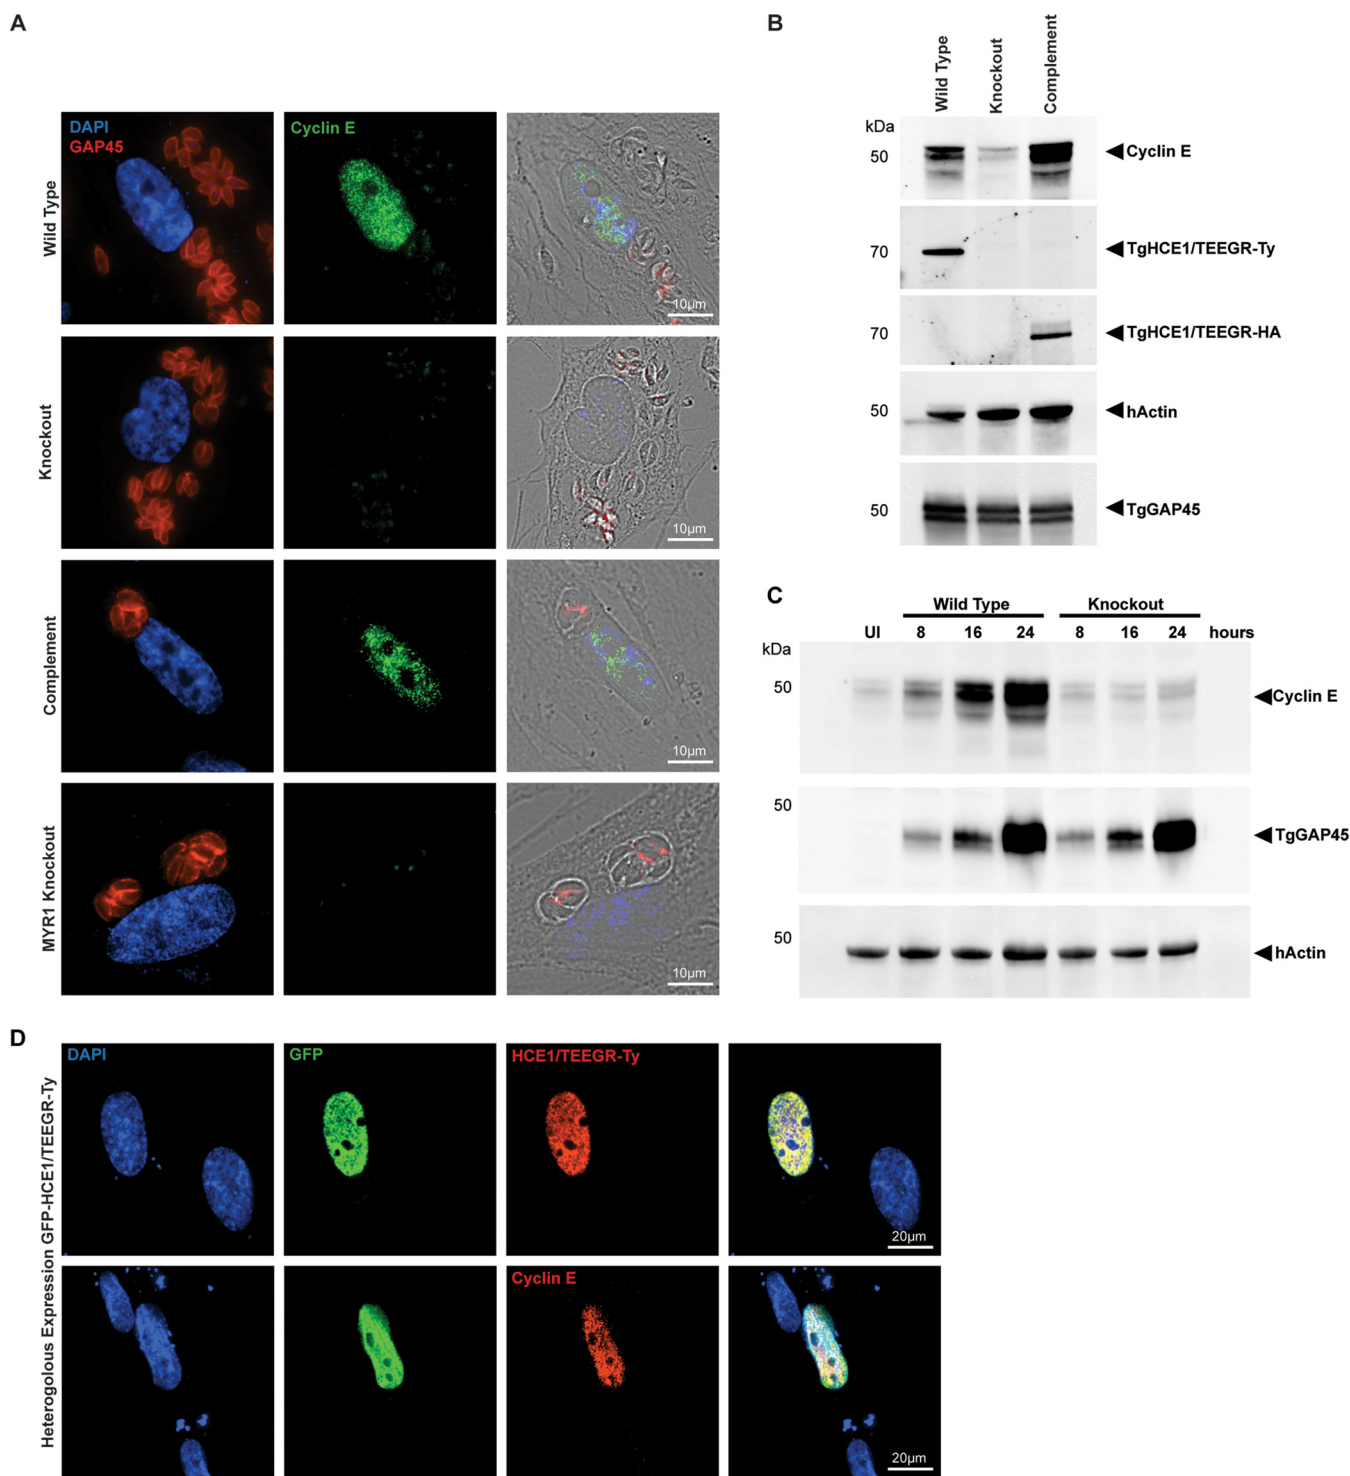 A
DAPI
GAP45
Cyclin E
Wild Type
10µm
Knockout
10µm
Complement
10µm
MYR1 Knockout
10µm
B
Wild Type
Knockout
Complement
kDa
50
Cyclin E
70
TgHCE1/TEEGR-Ty
70
TgHCE1/TEEGR-HA
50
hActin
50
TgGAP45
C
Wild Type Knockout
UI 8 16 24 8 16 24 hours
kDa
50
Cyclin E
50
TgGAP45
50
hActin
D
Heterogolous Expression GFP-HCE1/TEEGR-Ty
DAPI GFP HCE1/TEEGR-Ty
20µm
Cyclin E
20µm